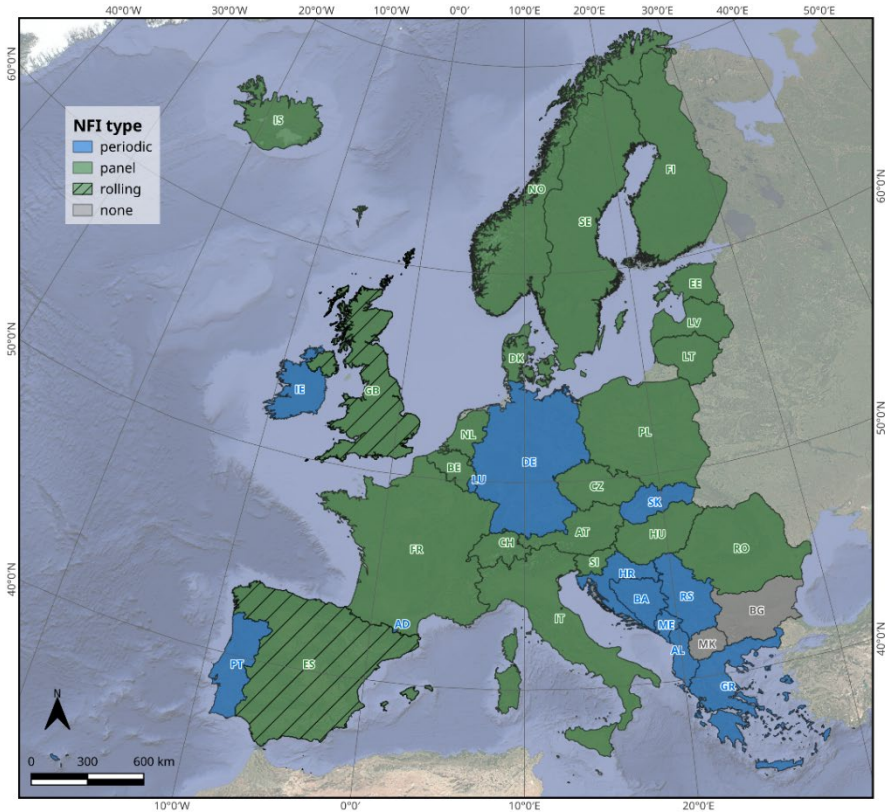 40°0'W 30°0'W 20°0'W 10°0'W 0°0' 10°0'E 20°0'E 30°0'E 40°0'E 50°0'E
60°0'N
60°0'N
NFI type
periodic
panel
rolling
none
IS
NO
FI
SE
EE
LV
LT
DK
50°0'N
50°0'N
IE
GB
NL
PL
BE
DE
LU
CZ
SK
FR
CH
AT
HU
RO
SI
HR
BA
RS
BG
40°0'N
40°0'N
AD
IT
ME
MK
AL
PT
ES
GR
N
0 300 600 km
10°0'W 0°0' 10°0'E 20°0'E